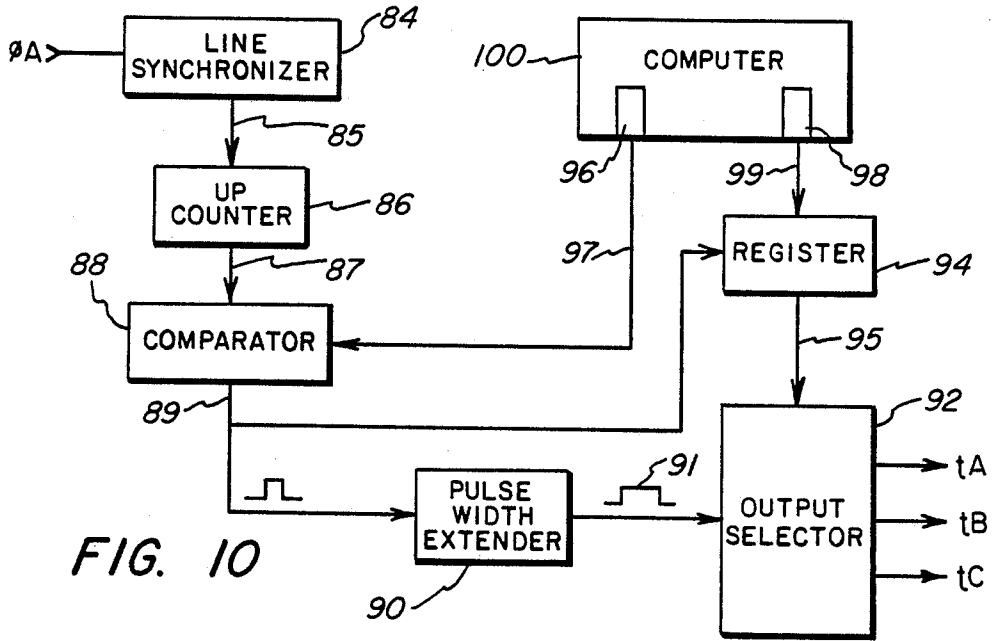 øA
LINE
SYNCHRONIZER
84
100
COMPUTER
85
96
99
98
UP
COUNTER
86
87
97
REGISTER
94
88
COMPARATOR
95
89
92
91
tA
PULSE
WIDTH
EXTENDER
OUTPUT
SELECTOR
tB
tC
90
FIG. 10